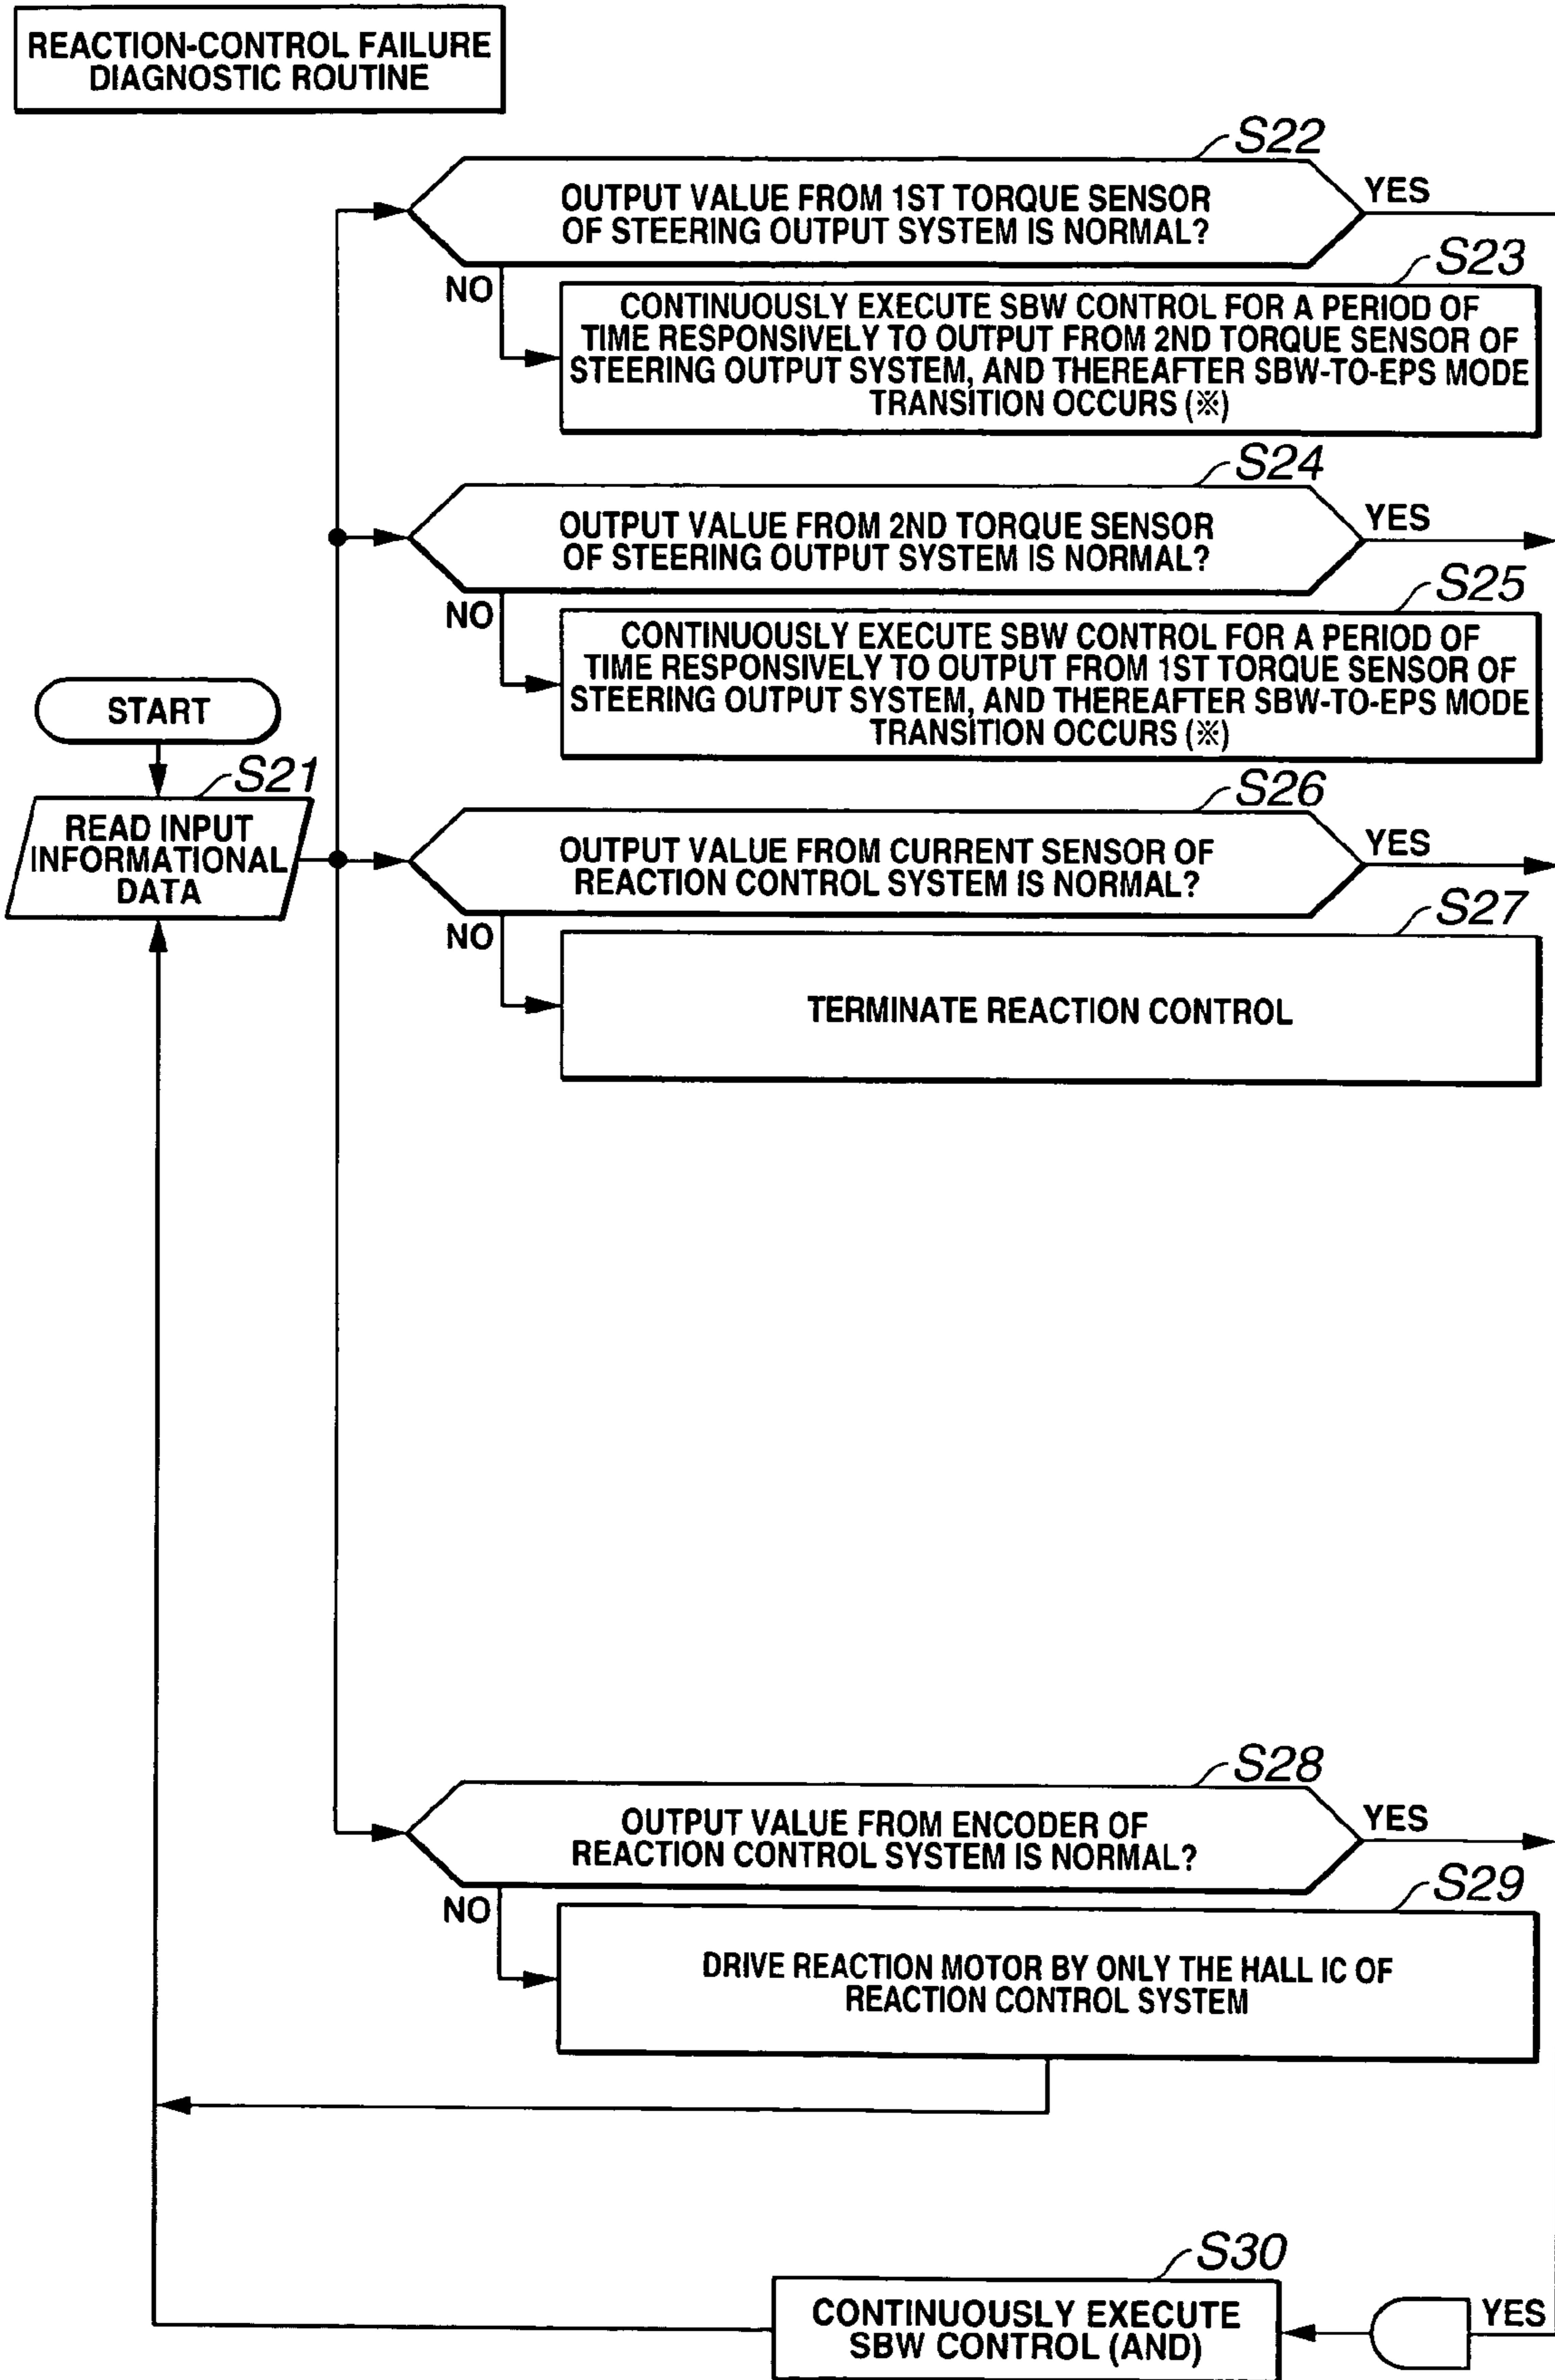 REACTION-CONTROL FAILURE
DIAGNOSTIC ROUTINE
S22
OUTPUT VALUE FROM 1ST TORQUE SENSOR
OF STEERING OUTPUT SYSTEM IS NORMAL?
YES
NO
S23
CONTINUOUSLY EXECUTE SBW CONTROL FOR A PERIOD OF
TIME RESPONSIVELY TO OUTPUT FROM 2ND TORQUE SENSOR OF
STEERING OUTPUT SYSTEM, AND THEREAFTER SBW-TO-EPS MODE
TRANSITION OCCURS (※)
S24
OUTPUT VALUE FROM 2ND TORQUE SENSOR
OF STEERING OUTPUT SYSTEM IS NORMAL?
YES
NO
S25
CONTINUOUSLY EXECUTE SBW CONTROL FOR A PERIOD OF
TIME RESPONSIVELY TO OUTPUT FROM 1ST TORQUE SENSOR OF
STEERING OUTPUT SYSTEM, AND THEREAFTER SBW-TO-EPS MODE
TRANSITION OCCURS (※)
START
S21
READ INPUT
INFORMATIONAL
DATA
S26
OUTPUT VALUE FROM CURRENT SENSOR OF
REACTION CONTROL SYSTEM IS NORMAL?
YES
NO
S27
TERMINATE REACTION CONTROL
S28
OUTPUT VALUE FROM ENCODER OF
REACTION CONTROL SYSTEM IS NORMAL?
YES
NO
S29
DRIVE REACTION MOTOR BY ONLY THE HALL IC OF
REACTION CONTROL SYSTEM
S30
CONTINUOUSLY EXECUTE
SBW CONTROL (AND)
YES